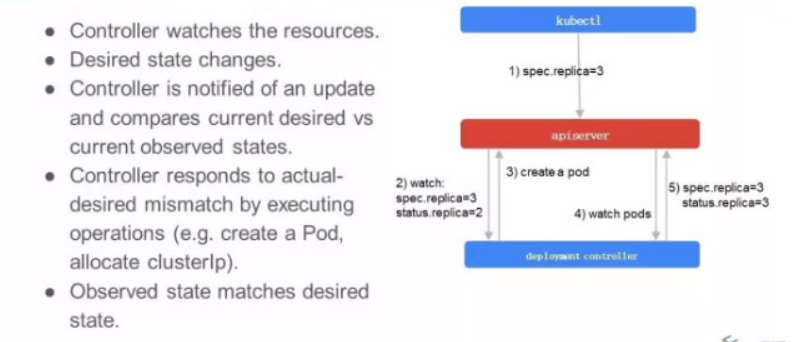 Controller watches the resources.
Desired state changes.
Controller is notified of an update
and compares current desired vs
current observed states.
Controller responds to actual-
desired mismatch by executing
operations (e.g. create a Pod,
allocate clusterIp).
Observed state matches desired
state.
kubectl
1) spec.replica=3
apiserver
2) watch:
spec.replica=3
status.replica=2
3) create a pod
4) watch pods
5) spec.replica=3
status.replica=3
deployment controller